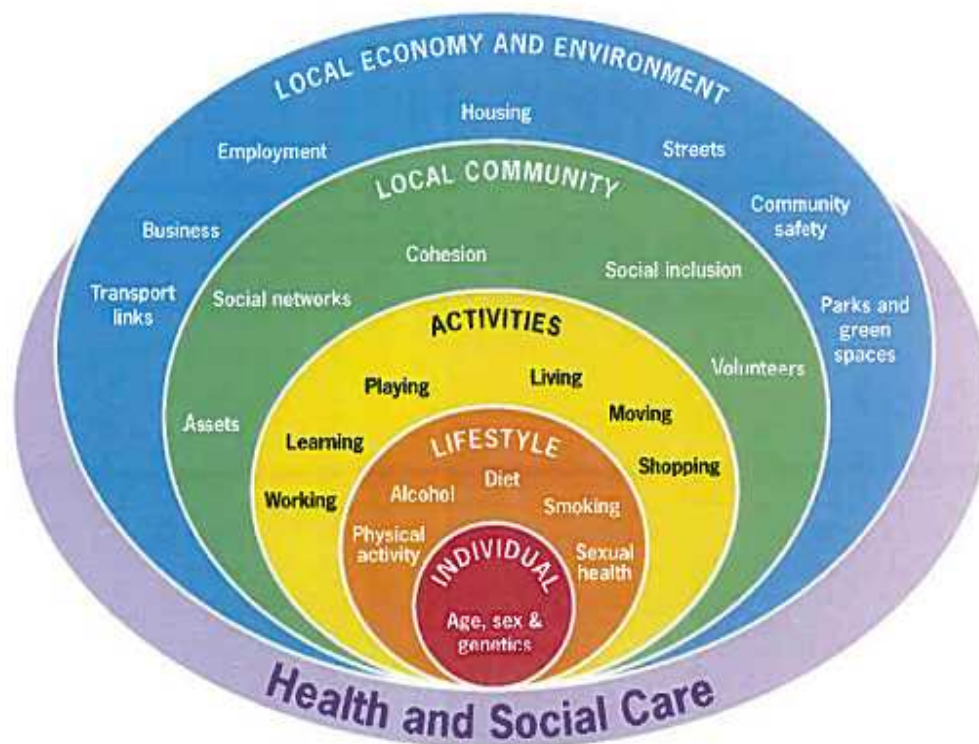 LOCAL ECONOMY AND ENVIRONMENT
Housing
Employment
Streets
Business
Community
safety
Transport
links
Parks and
green
spaces
LOCAL COMMUNITY
Cohesion
Social networks
Social inclusion
Assets
Volunteers
ACTIVITIES
Playing
Living
Learning
Moving
Working
Shopping
LIFESTYLE
Diet
Alcohol
Smoking
Physical
activity
Sexual
health
INDIVIDUAL
Age, sex &
genetics
Health and Social Care